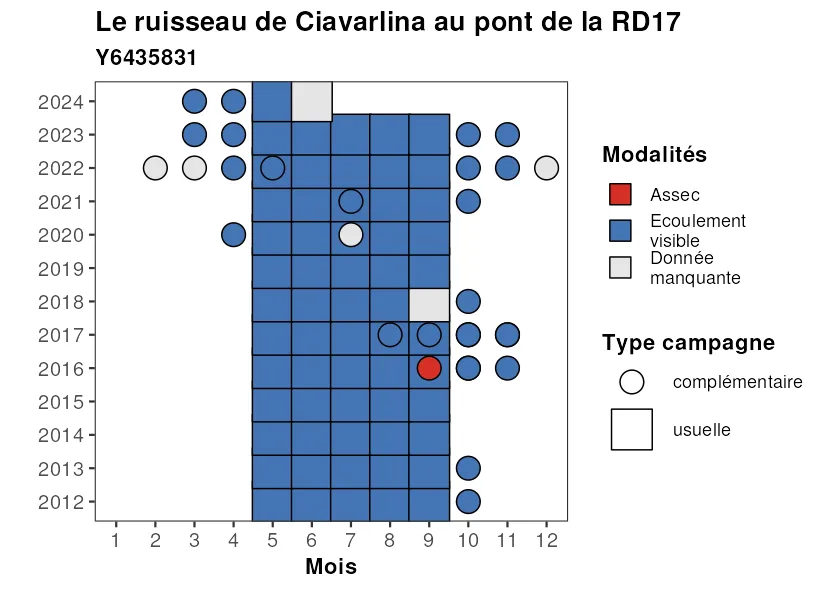 Le ruisseau de Ciavarlina au pont de la RD17
Y6435831
2024
2023
2022
2021
2020
2019
2018
2017
2016
2015
2014
2013
2012
1 2 3 4 5 6 7 8 9 10 11 12
Mois
Modalités
Assec
Ecoulement
visible
Donnée
manquante
Type campagne
complémentaire
usuelle